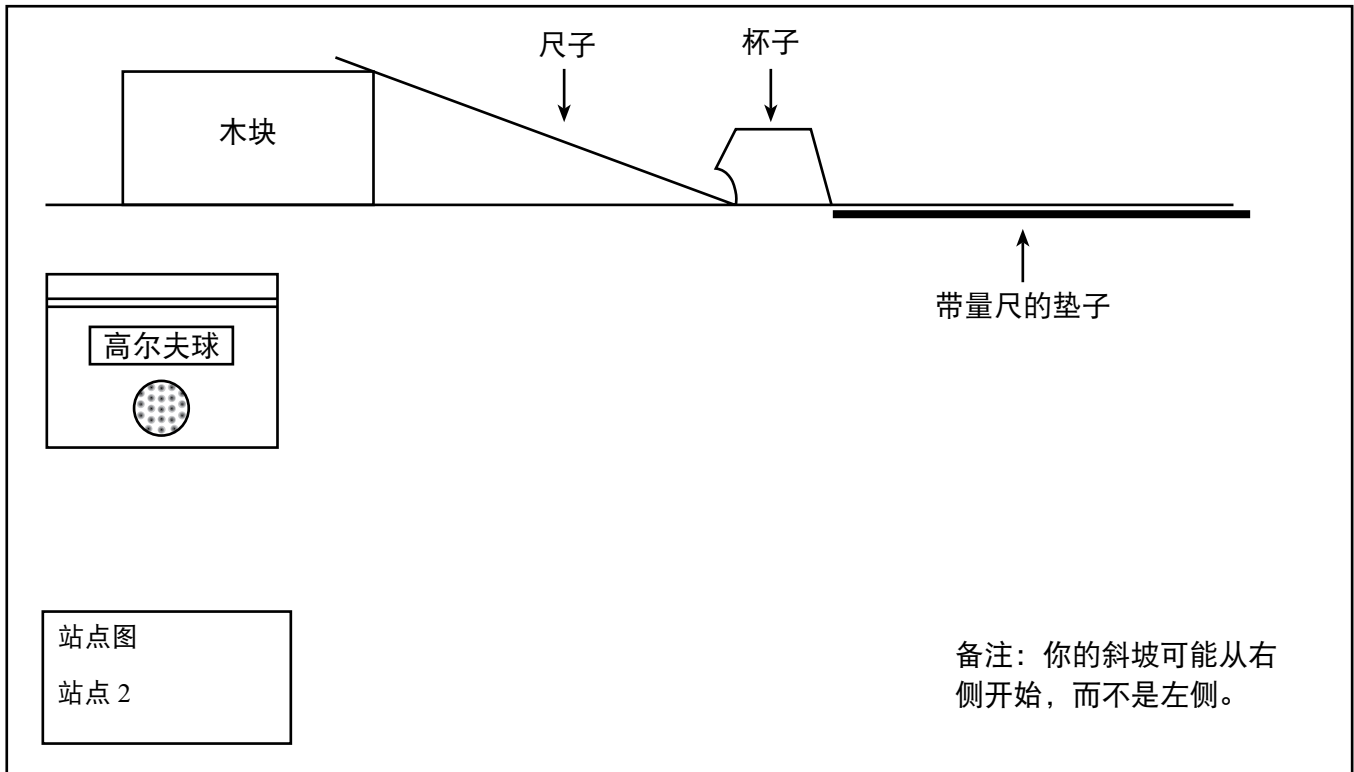 尺子
杯子
木块
带量尺的垫子
高尔夫球
站点图
站点 2
备注：你的斜坡可能从右
侧开始，而不是左侧。